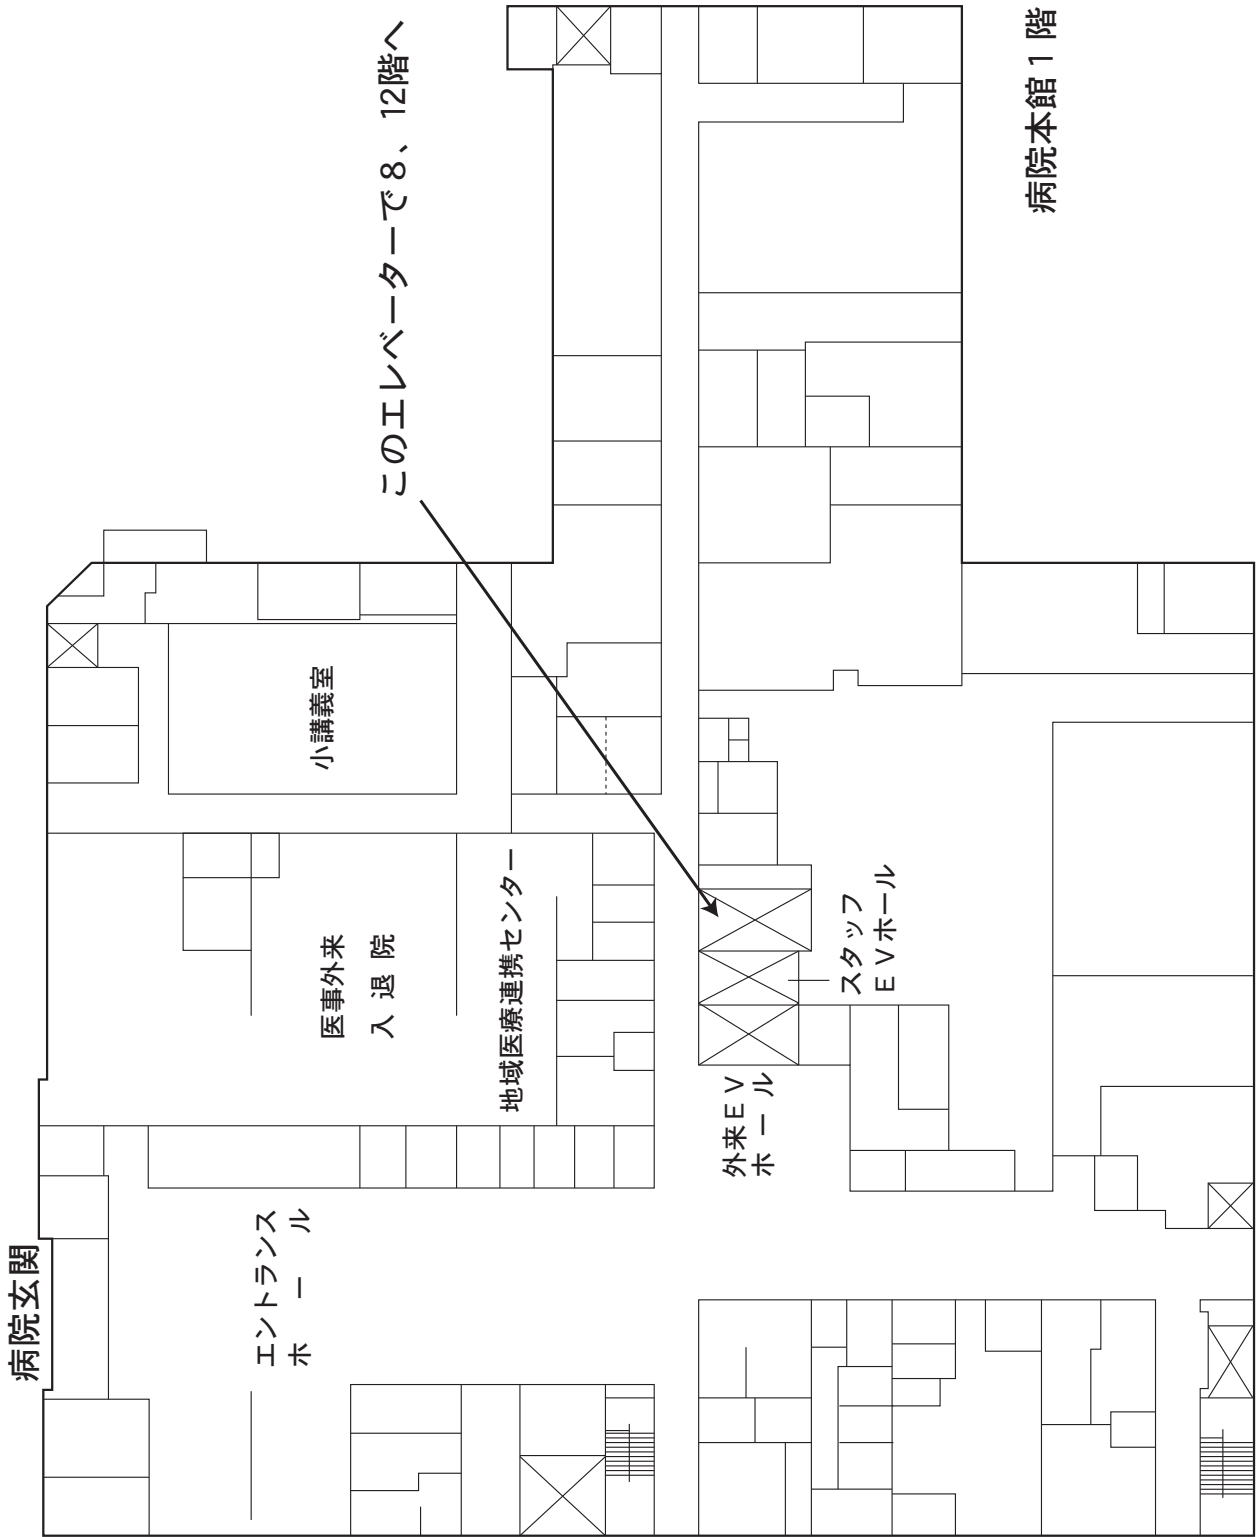 病院玄関
エントランス
ホール
医事外来
入退院
小講義室
このエレベーターで8、12階へ
地域医療連携センター
外来EV
ホール
スタッフ
EVホール
病院本館1階